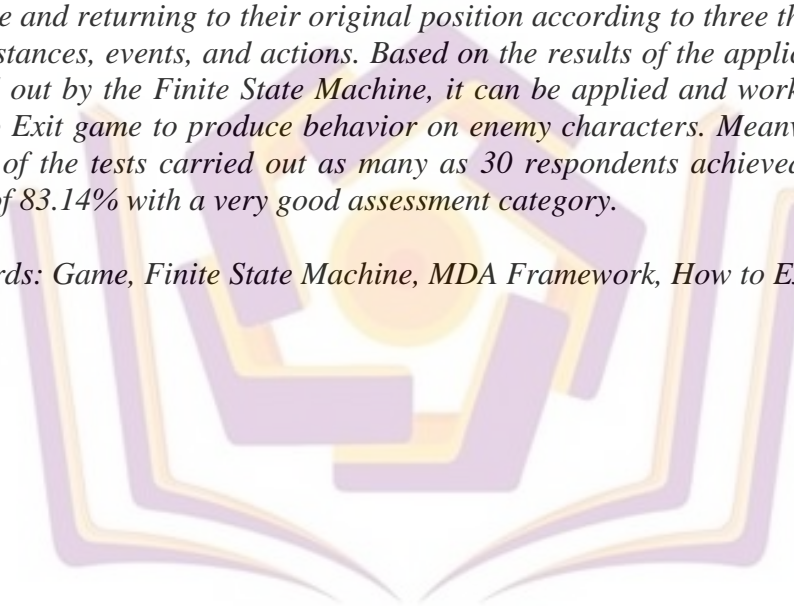 e and returning to their original position according to three th
stances, events, and actions. Based on the results of the applic
out by the Finite State Machine, it can be applied and work
Exit game to produce behavior on enemy characters. Meanw
of the tests carried out as many as 30 respondents achieved
of 83.14% with a very good assessment category.
rds: Game, Finite State Machine, MDA Framework, How to E